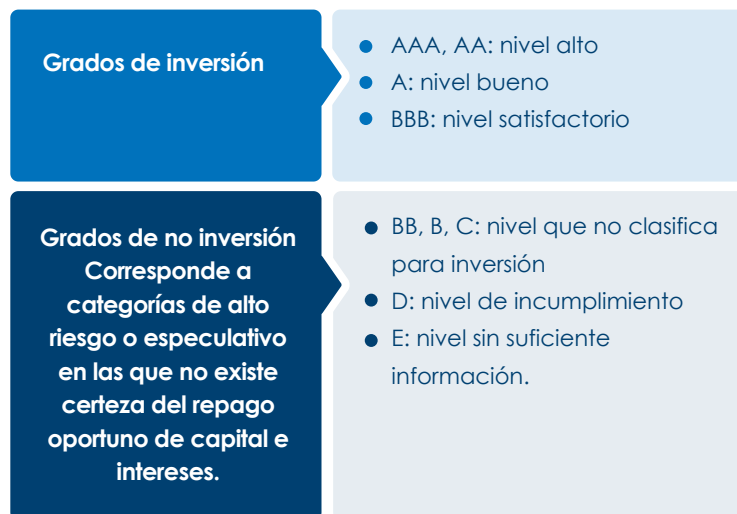 Grados de inversión
AAA, AA: nivel alto
A: nivel bueno
BBB: nivel satisfactorio
Grados de no inversión
Corresponde a
categorías de alto
riesgo o especulativo
en las que no existe
certeza del repago
oportuno de capital e
intereses.
BB, B, C: nivel que no clasifica
para inversión
D: nivel de incumplimiento
E: nivel sin suficiente
información.